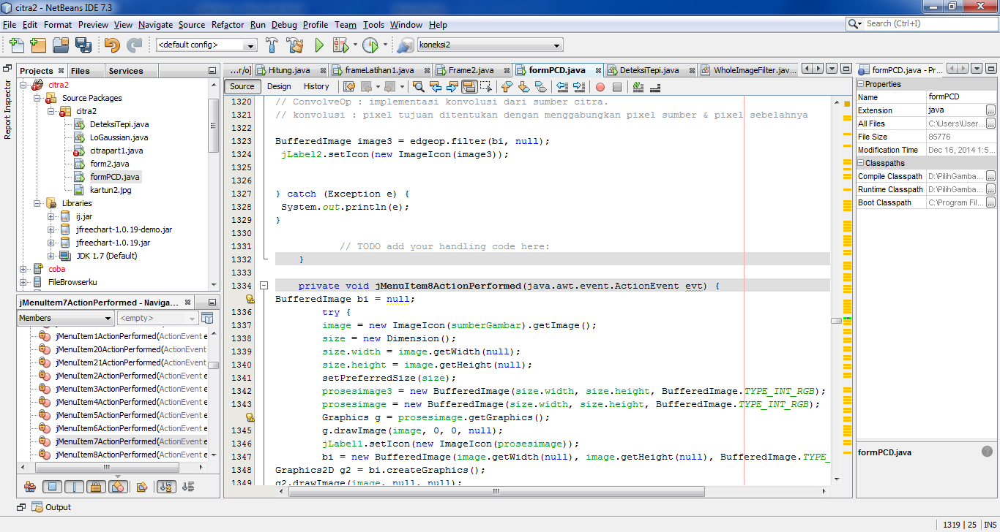 citra2 - NetBeans IDE 7.3
File Edit Format Preview View Navigate Source Refactor Run Debug Profile Team Tools Window Help
Search (Ctrl+I)
<default config>
koneksi2
Report Inspector
Projects Files Services
citra2
Source Packages
citra2
DeteksiTepi.java
LoGaussian.java
citrapart1.java
form2.java
formPCD.java
kartun2.jpg
Libraries
ij.jar
jfreechart-1.0.19-demo.jar
jfreechart-1.0.19.jar
JDK 1.7 (Default)
coba
FileBrowserku
jMenuItem7ActionPerformed - Naviga...
Members
<empty>
jMenuItem1ActionPerformed(ActionEvent e
jMenuItem20ActionPerformed(ActionEvent
jMenuItem21ActionPerformed(ActionEvent
jMenuItem2ActionPerformed(ActionEvent e
jMenuItem3ActionPerformed(ActionEvent e
jMenuItem4ActionPerformed(ActionEvent e
jMenuItem5ActionPerformed(ActionEvent e
jMenuItem6ActionPerformed(ActionEvent e
jMenuItem7ActionPerformed(ActionEvent e
jMenuItem8ActionPerformed(ActionEvent e
Output
...r/o] Hitung.java frameLatihan1.java Frame2.java formPCD.java DeteksiTepi.java WholeImageFilter.jav...
Source Design History
1320 // ConvolveOp : implementasi konvolusi dari sumber citra.
1321 // konvolusi : pixel tujuan ditentukan dengan menggabungkan pixel sumber & pixel sebelahnya
1322
1323 BufferedImage image3 = edgeop.filter(bi, null);
1324 jLabel2.setIcon(new ImageIcon(image3));
1325
1326
1327 } catch (Exception e) {
1328 System.out.println(e);
1329 }
1330
1331 // TODO add your handling code here:
1332 }
1333
1334 private void jMenuItem8ActionPerformed(java.awt.event.ActionEvent evt) {
BufferedImage bi = null;
1336 try {
1337 image = new ImageIcon(sumberGambar).getImage();
1338 size = new Dimension();
1339 size.width = image.getWidth(null);
1340 size.height = image.getHeight(null);
1341 setPreferredSize(size);
1342 prosesimage3 = new BufferedImage(size.width, size.height, BufferedImage.TYPE_INT_RGB);
1343 prosesimage = new BufferedImage(size.width, size.height, BufferedImage.TYPE_INT_RGB);
Graphics g = prosesimage.getGraphics();
1345 g.drawImage(image, 0, 0, null);
1346 jLabel1.setIcon(new ImageIcon(prosesimage));
1347 bi = new BufferedImage(image.getWidth(null), image.getHeight(null), BufferedImage.TYPE_
1348 Graphics2D g2 = bi.createGraphics();
1349 g2.drawImage(image, null, null);
formPCD.java - Pr...
Properties
Name formPCD
Extension java
All Files C:\Users\User...
File Size 85776
Modification Time Dec 16, 2014 1:5...
Classpaths
Compile Classpath D:\PilihGamba...
Runtime Classpath D:\PilihGamba...
Boot Classpath C:\Program Fil...
formPCD.java
1319 | 25 INS